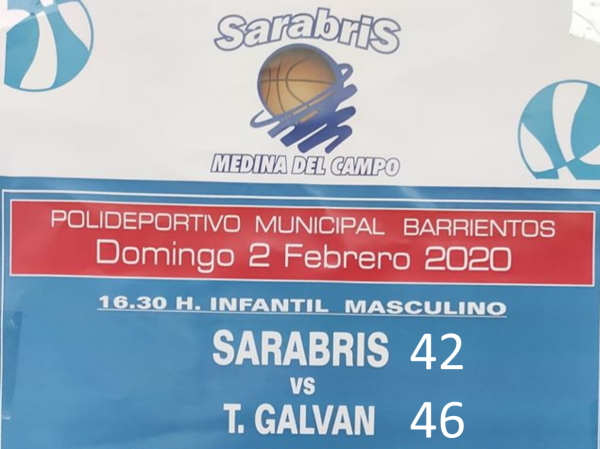 SarabriS
MEDINA DEL CAMPO
POLIDEPORTIVO MUNICIPAL BARRIENTOS
Domingo 2 Febrero 2020
16.30 H. INFANTIL MASCULINO
SARABRIS 42
VS
T. GALVAN 46